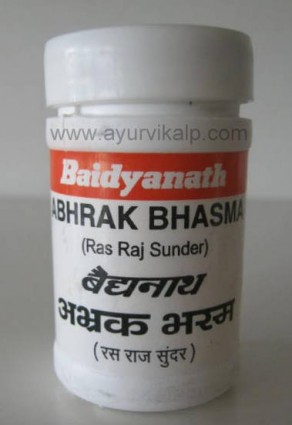 www.ayurvikalp.com
Baidyanath
ABHRAK BHASMA
(Ras Raj Sunder)
बैद्यनाथ
अभ्रक भस्म
(रस राज सुंदर)